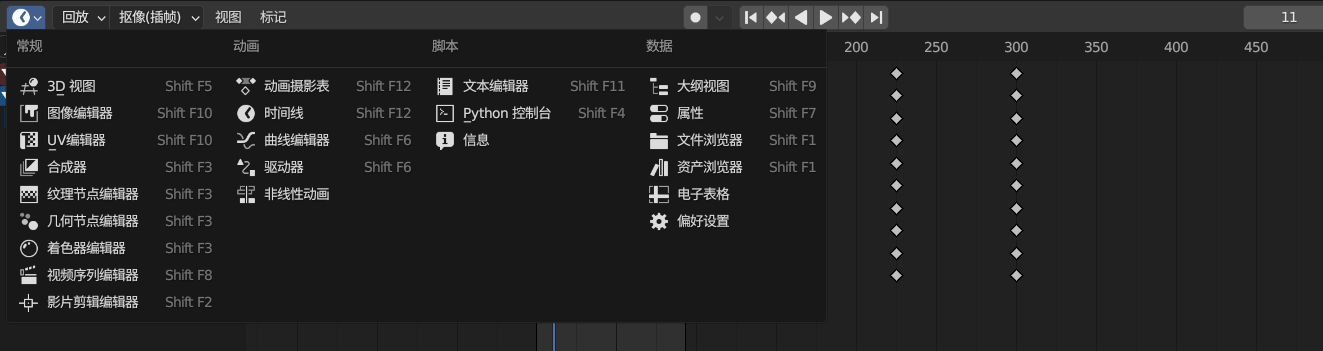 回放 抠像(插帧) 视图 标记 11
常规 动画 脚本 数据 200 250 300 350 400 450
3D 视图 Shift F5 动画摄影表 Shift F12 文本编辑器 Shift F11 大纲视图 Shift F9
图像编辑器 Shift F10 时间线 Shift F12 Python 控制台 Shift F4 属性 Shift F7
UV编辑器 Shift F10 曲线编辑器 Shift F6 信息 文件浏览器 Shift F1
合成器 Shift F3 驱动器 Shift F6 资产浏览器 Shift F1
纹理节点编辑器 Shift F3 非线性动画 电子表格
几何节点编辑器 Shift F3 偏好设置
着色器编辑器 Shift F3
视频序列编辑器 Shift F8
影片剪辑编辑器 Shift F2